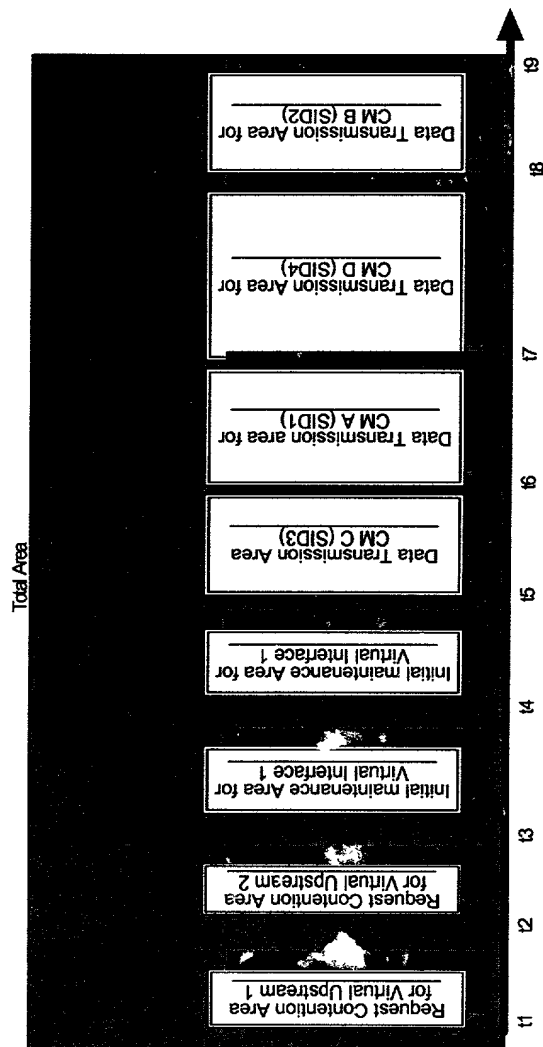 Total Area
Request Contention Area
for Virtual Upstream 1
Request Contention Area
for Virtual Upstream 2
Initial maintenance Area for
Virtual Interface 1
Initial maintenance Area for
Virtual Interface 1
Data Transmission Area
CM C (SID3)
Data Transmission area for
CM A (SID1)
Data Transmission Area for
CM D (SID4)
Data Transmission Area for
CM B (SID2)
t1
t2
t3
t4
t5
t6
t7
t8
t9